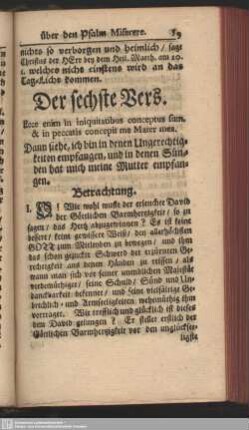 über den Psalm Miserere. 89
nichts so verborgen und heimlich / sagt
Christus der HErr bey dem Heil. Matth. am 10.
c. welches nicht einstens wird an das
Tag-Liecht kommen.
Der sechste Vers.
Ecce enim in iniquitatibus conceptus sum,
& in peccatis concepit me Mater mea.
Dann siehe, ich bin in denen Ungerechtig-
keiten empfangen, und in denen Sün-
den hat mich meine Mutter empfan-
gen.
Betrachtung.
I. O! Wie wohl wuste der erleuchte David
der Göttlichen Barmhertzigkeit / so zu
sagen / das Hertz abzugewinnen? Es ist keine
bessere / keine gewissere Weiß / den allerhöchsten
GOTT zum Mitleyden zu bewegen / und ihm
das schon gezuckte Schwerd der erzürnten Ge-
rechtigkeit aus denen Händen zu reissen / als
wann man sich vor seiner unendlichen Majestät
verdemüthiget / seine Schuld / Sünd und Un-
danckbarkeit bekennet / und seine vielfältige Ge-
brechlich- und Armseeligkeiten wehmüthig ihm
vortraget. Wie trefflich und glücklich ist dieses
dem David gelungen? Er stellet erstlich der
Göttlichen Barmhertzigkeit vor den unglückse-
ligste